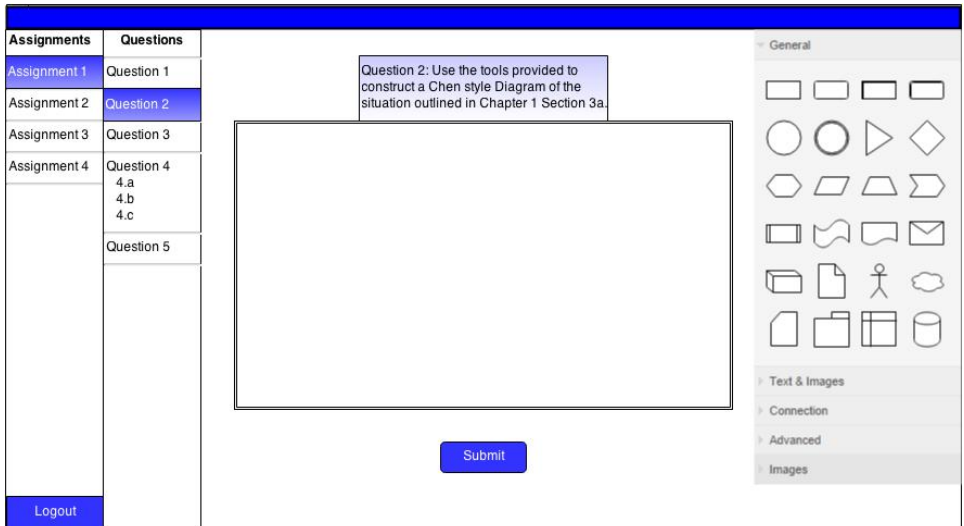 Assignments
Assignment 1
Assignment 2
Assignment 3
Assignment 4
Logout
Questions
Question 1
Question 2
Question 3
Question 4
4.a
4.b
4.c
Question 5
Question 2: Use the tools provided to
construct a Chen style Diagram of the
situation outlined in Chapter 1 Section 3a.
Submit
General
Text & Images
Connection
Advanced
Images